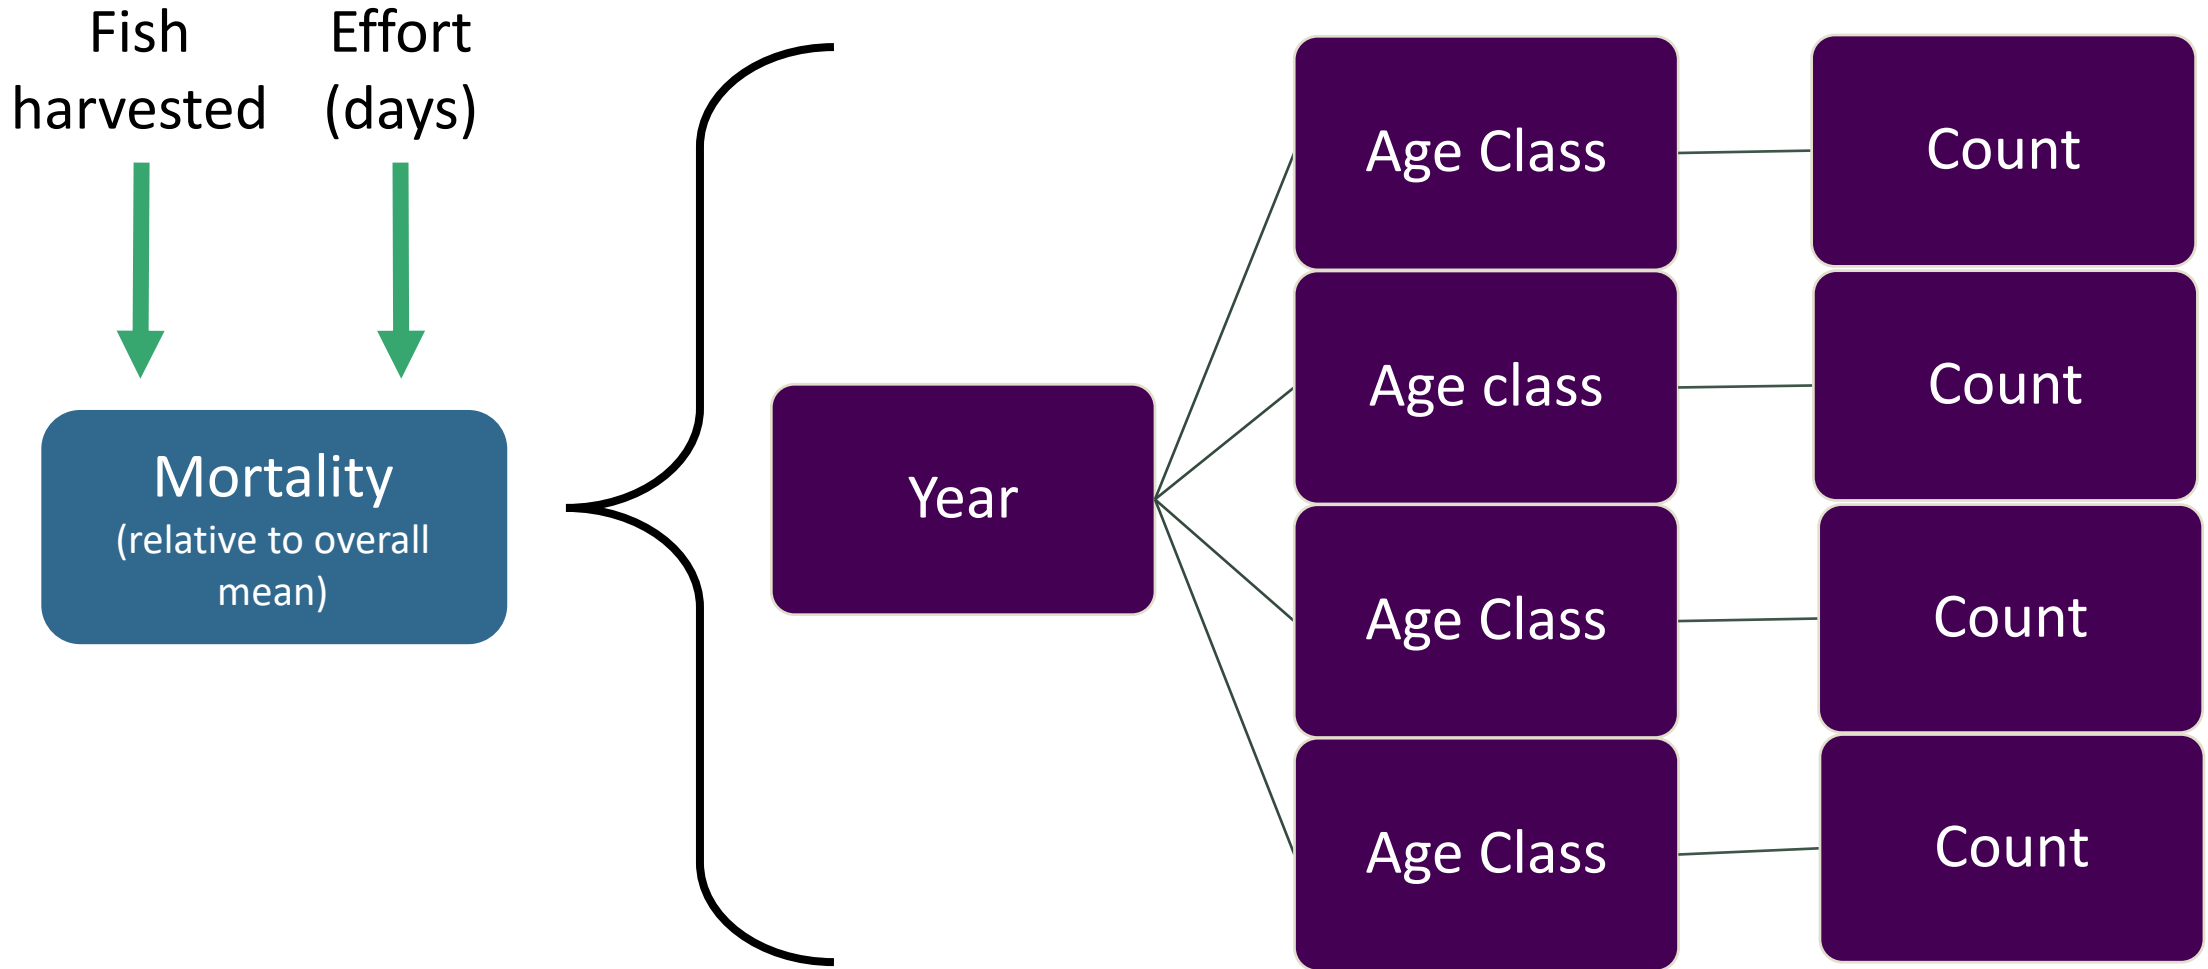 Fish
harvested
Effort
(days)
Mortality
(relative to overall
mean)
Year
Age Class
Count
Age class
Count
Age Class
Count
Age Class
Count